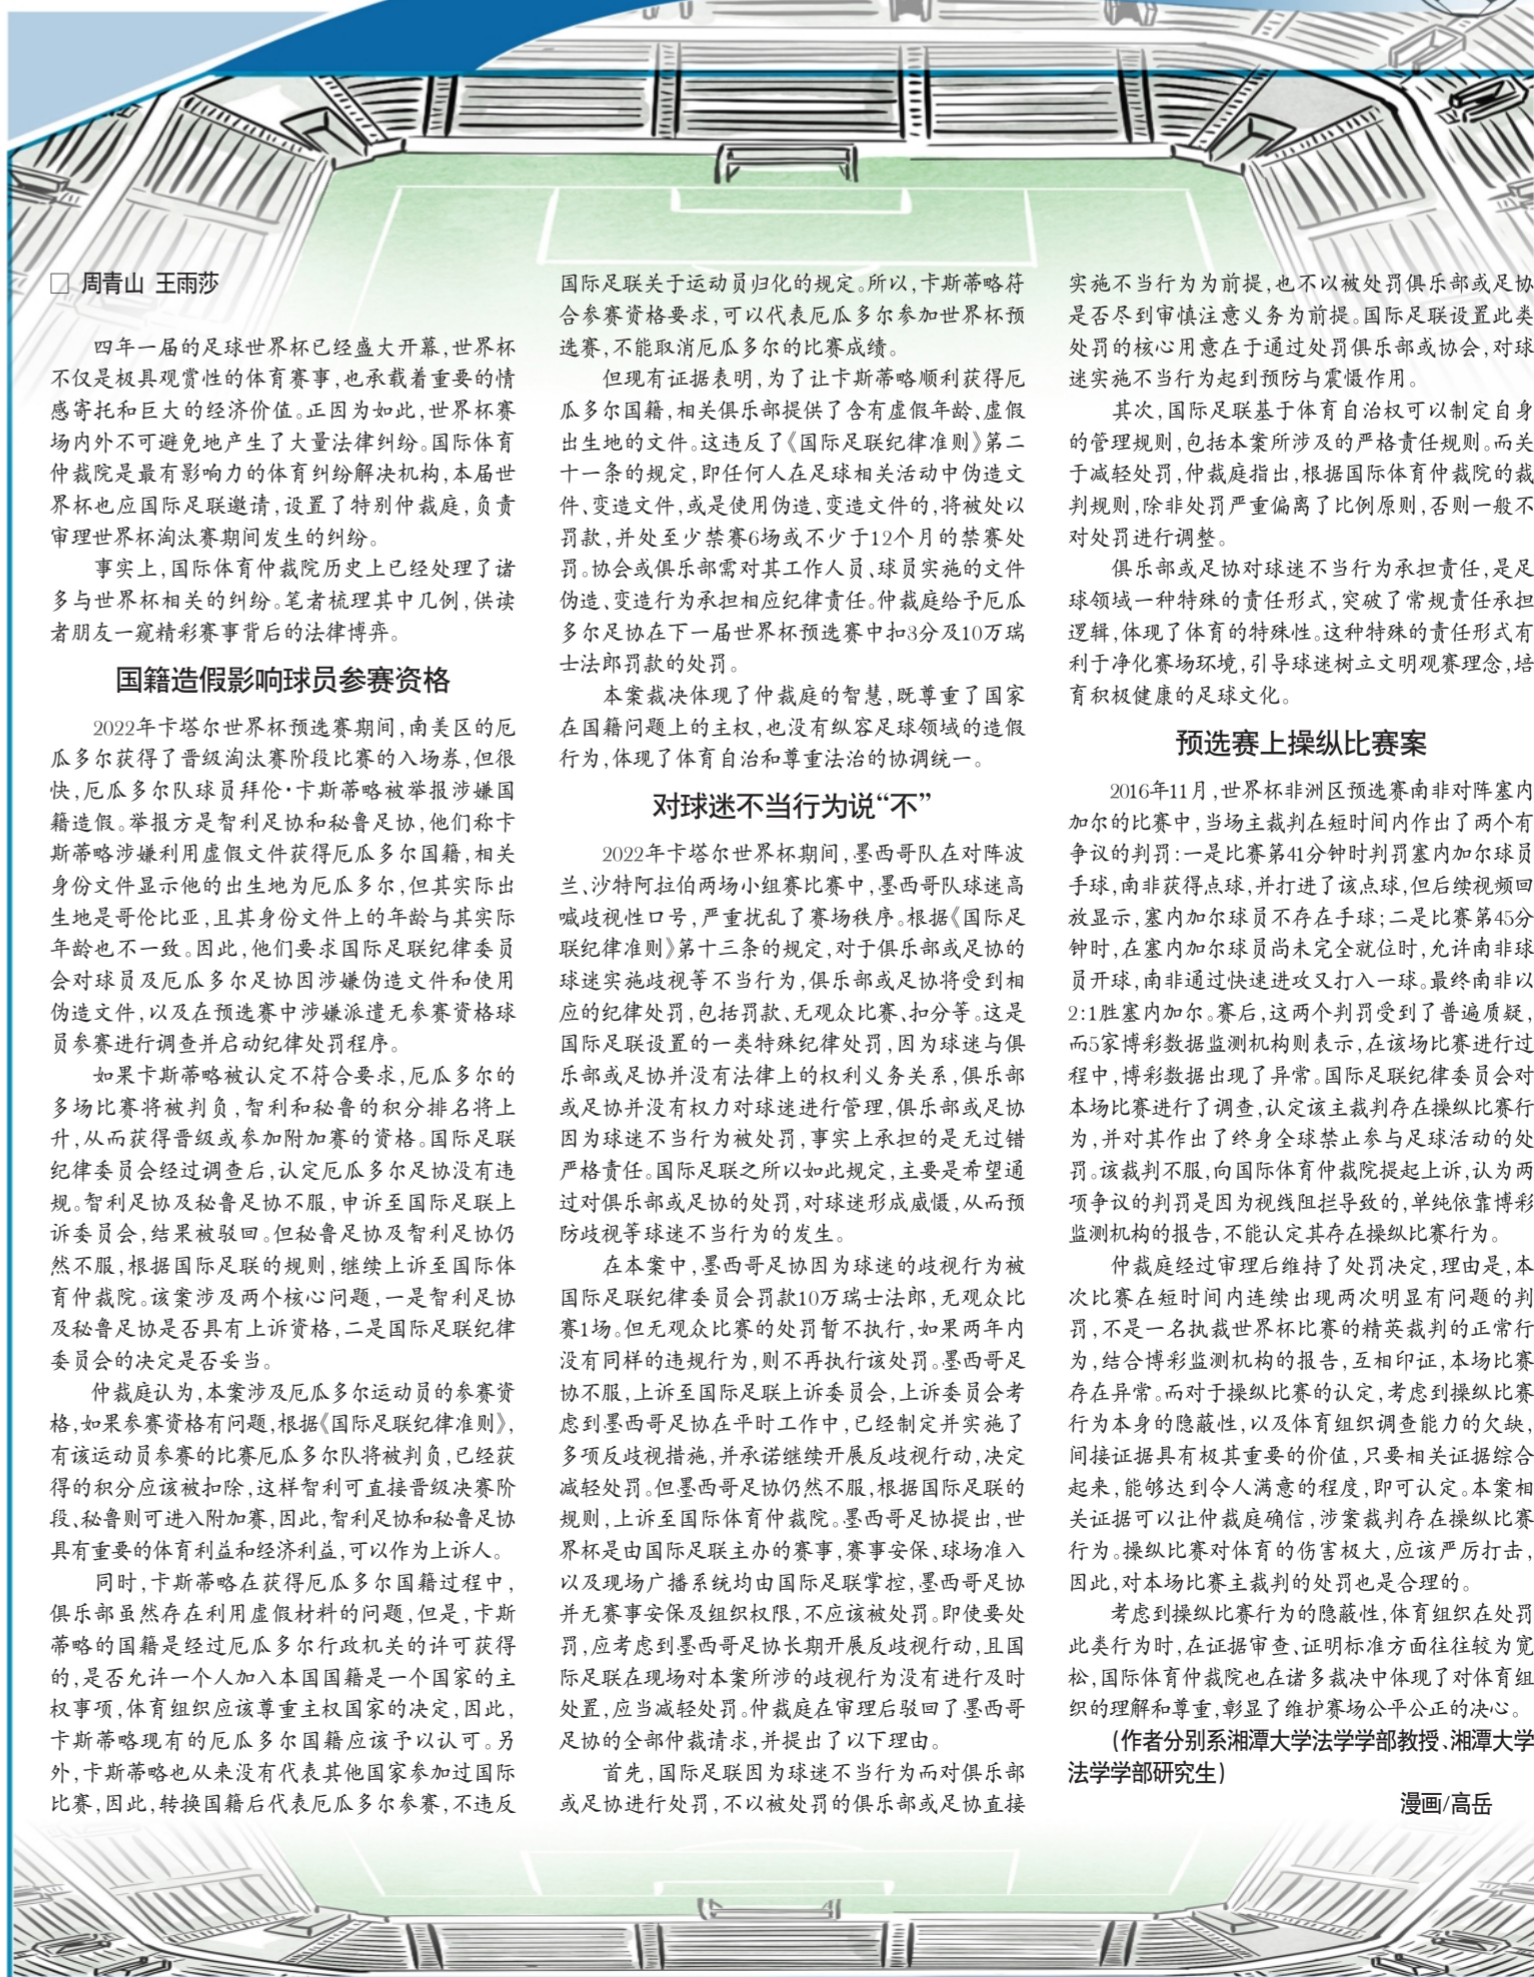 □ 周青山 王雨莎
四年一届的足球世界杯已经盛大开幕,世界杯
不仅是极具观赏性的体育赛事,也承载着重要的情
感寄托和巨大的经济价值。正因为如此,世界杯赛
场内外不可避免地产生了大量法律纠纷。国际体育
仲裁院是最有影响力的体育纠纷解决机构,本届世
界杯也应国际足联邀请,设置了特别仲裁庭,负责
审理世界杯淘汰赛期间发生的纠纷。
事实上,国际体育仲裁院历史上已经处理了诸
多与世界杯相关的纠纷。笔者梳理其中几例,供读
者朋友一窥精彩赛事背后的法律博弈。
国籍造假影响球员参赛资格
2022年卡塔尔世界杯预选赛期间,南美区的厄
瓜多尔获得了晋级淘汰赛阶段比赛的入场券,但很
快,厄瓜多尔队球员拜伦·卡斯蒂略被举报涉嫌国
籍造假。举报方是智利足协和秘鲁足协,他们称卡
斯蒂略涉嫌利用虚假文件获得厄瓜多尔国籍,相关
身份文件显示他的出生地为厄瓜多尔,但其实际出
生地是哥伦比亚,且其身份文件上的年龄与其实际
年龄也不一致。因此,他们要求国际足联纪律委员
会对球员及厄瓜多尔足协因涉嫌伪造文件和使用
伪造文件,以及在预选赛中涉嫌派遣无参赛资格球
员参赛进行调查并启动纪律处罚程序。
如果卡斯蒂略被认定不符合要求,厄瓜多尔的
多场比赛将被判负,智利和秘鲁的积分排名将上
升,从而获得晋级或参加附加赛的资格。国际足联
纪律委员会经过调查后,认定厄瓜多尔足协没有违
规。智利足协及秘鲁足协不服,申诉至国际足联上
诉委员会,结果被驳回。但秘鲁足协及智利足协仍
然不服,根据国际足联的规则,继续上诉至国际体
育仲裁院。该案涉及两个核心问题,一是智利足协
及秘鲁足协是否具有上诉资格,二是国际足联纪律
委员会的决定是否妥当。
仲裁庭认为,本案涉及厄瓜多尔运动员的参赛资
格,如果参赛资格有问题,根据《国际足联纪律准则》,
有该运动员参赛的比赛厄瓜多尔队将被判负,已经获
得的积分应该被扣除,这样智利可直接晋级决赛阶
段、秘鲁则可进入附加赛,因此,智利足协和秘鲁足协
具有重要的体育利益和经济利益,可以作为上诉人。
同时,卡斯蒂略在获得厄瓜多尔国籍过程中,
俱乐部虽然存在利用虚假材料的问题,但是,卡斯
蒂略的国籍是经过厄瓜多尔行政机关的许可获得
的,是否允许一个人加入本国国籍是一个国家的主
权事项,体育组织应该尊重主权国家的决定,因此,
卡斯蒂略现有的厄瓜多尔国籍应该予以认可。另
外,卡斯蒂略也从来没有代表其他国家参加过国际
比赛,因此,转换国籍后代表厄瓜多尔参赛,不违反
国际足联关于运动员归化的规定。所以,卡斯蒂略符
合参赛资格要求,可以代表厄瓜多尔参加世界杯预
选赛,不能取消厄瓜多尔的比赛成绩。
但现有证据表明,为了让卡斯蒂略顺利获得厄
瓜多尔国籍,相关俱乐部提供了含有虚假年龄、虚假
出生地的文件。这违反了《国际足联纪律准则》第二
十一条的规定,即任何人在足球相关活动中伪造文
件、变造文件,或是使用伪造、变造文件的,将被处以
罚款,并处至少禁赛6场或不少于12个月的禁赛处
罚。协会或俱乐部需对其工作人员、球员实施的文件
伪造、变造行为承担相应纪律责任。仲裁庭给予厄瓜
多尔足协在下一届世界杯预选赛中扣3分及10万瑞
士法郎罚款的处罚。
本案裁决体现了仲裁庭的智慧,既尊重了国家
在国籍问题上的主权,也没有纵容足球领域的造假
行为,体现了体育自治和尊重法治的协调统一。
对球迷不当行为说“不”
2022年卡塔尔世界杯期间,墨西哥队在对阵波
兰、沙特阿拉伯两场小组赛比赛中,墨西哥队球迷高
喊歧视性口号,严重扰乱了赛场秩序。根据《国际足
联纪律准则》第十三条的规定,对于俱乐部或足协的
球迷实施歧视等不当行为,俱乐部或足协将受到相
应的纪律处罚,包括罚款、无观众比赛、扣分等。这是
国际足联设置的一类特殊纪律处罚,因为球迷与俱
乐部或足协并没有法律上的权利义务关系,俱乐部
或足协并没有权力对球迷进行管理,俱乐部或足协
因为球迷不当行为被处罚,事实上承担的是无过错
严格责任。国际足联之所以如此规定,主要是希望通
过对俱乐部或足协的处罚,对球迷形成威慑,从而预
防歧视等球迷不当行为的发生。
在本案中,墨西哥足协因为球迷的歧视行为被
国际足联纪律委员会罚款10万瑞士法郎,无观众比
赛1场。但无观众比赛的处罚暂不执行,如果两年内
没有同样的违规行为,则不再执行该处罚。墨西哥足
协不服,上诉至国际足联上诉委员会,上诉委员会考
虑到墨西哥足协在平时工作中,已经制定并实施了
多项反歧视措施,并承诺继续开展反歧视行动,决定
减轻处罚。但墨西哥足协仍然不服,根据国际足联的
规则,上诉至国际体育仲裁院。墨西哥足协提出,世
界杯是由国际足联主办的赛事,赛事安保、球场准入
以及现场广播系统均由国际足联掌控,墨西哥足协
并无赛事安保及组织权限,不应该被处罚。即使要处
罚,应考虑到墨西哥足协长期开展反歧视行动,且国
际足联在现场对本案所涉的歧视行为没有进行及时
处置,应当减轻处罚。仲裁庭在审理后驳回了墨西哥
足协的全部仲裁请求,并提出了以下理由。
首先,国际足联因为球迷不当行为而对俱乐部
或足协进行处罚,不以被处罚的俱乐部或足协直接
实施不当行为为前提,也不以被处罚俱乐部或足协
是否尽到审慎注意义务为前提。国际足联设置此类
处罚的核心用意在于通过处罚俱乐部或协会,对球
迷实施不当行为起到预防与震慑作用。
其次,国际足联基于体育自治权可以制定自身
的管理规则,包括本案所涉及的严格责任规则。而关
于减轻处罚,仲裁庭指出,根据国际体育仲裁院的裁
判规则,除非处罚严重偏离了比例原则,否则一般不
对处罚进行调整。
俱乐部或足协对球迷不当行为承担责任,是足
球领域一种特殊的责任形式,突破了常规责任承担
逻辑,体现了体育的特殊性。这种特殊的责任形式有
利于净化赛场环境,引导球迷树立文明观赛理念,培
育积极健康的足球文化。
预选赛上操纵比赛案
2016年11月,世界杯非洲区预选赛南非对阵塞内
加尔的比赛中,当场主裁判在短时间内作出了两个有
争议的判罚:一是比赛第41分钟时判罚塞内加尔球员
手球,南非获得点球,并打进了该点球,但后续视频回
放显示,塞内加尔球员不存在手球;二是比赛第45分
钟时,在塞内加尔球员尚未完全就位时,允许南非球
员开球,南非通过快速进攻又打入一球。最终南非以
2:1胜塞内加尔。赛后,这两个判罚受到了普遍质疑,
而5家博彩数据监测机构则表示,在该场比赛进行过
程中,博彩数据出现了异常。国际足联纪律委员会对
本场比赛进行了调查,认定该主裁判存在操纵比赛行
为,并对其作出了终身全球禁止参与足球活动的处
罚。该裁判不服,向国际体育仲裁院提起上诉,认为两
项争议的判罚是因为视线阻拦导致的,单纯依靠博彩
监测机构的报告,不能认定其存在操纵比赛行为。
仲裁庭经过审理后维持了处罚决定,理由是,本
次比赛在短时间内连续出现两次明显有问题的判
罚,不是一名执裁世界杯比赛的精英裁判的正常行
为,结合博彩监测机构的报告,互相印证,本场比赛
存在异常。而对于操纵比赛的认定,考虑到操纵比赛
行为本身的隐蔽性,以及体育组织调查能力的欠缺,
间接证据具有极其重要的价值,只要相关证据综合
起来,能够达到令人满意的程度,即可认定。本案相
关证据可以让仲裁庭确信,涉案裁判存在操纵比赛
行为。操纵比赛对体育的伤害极大,应该严厉打击,
因此,对本场比赛主裁判的处罚也是合理的。
考虑到操纵比赛行为的隐蔽性,体育组织在处罚
此类行为时,在证据审查、证明标准方面往往较为宽
松,国际体育仲裁院也在诸多裁决中体现了对体育组
织的理解和尊重,彰显了维护赛场公平公正的决心。
(作者分别系湘潭大学法学学部教授、湘潭大学
法学学部研究生)
漫画/高岳